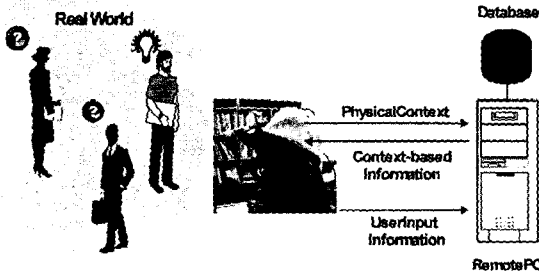 Real World
Database
?
?
PhysicalContext
Context-based
Information
UserInput
Information
RemotePC